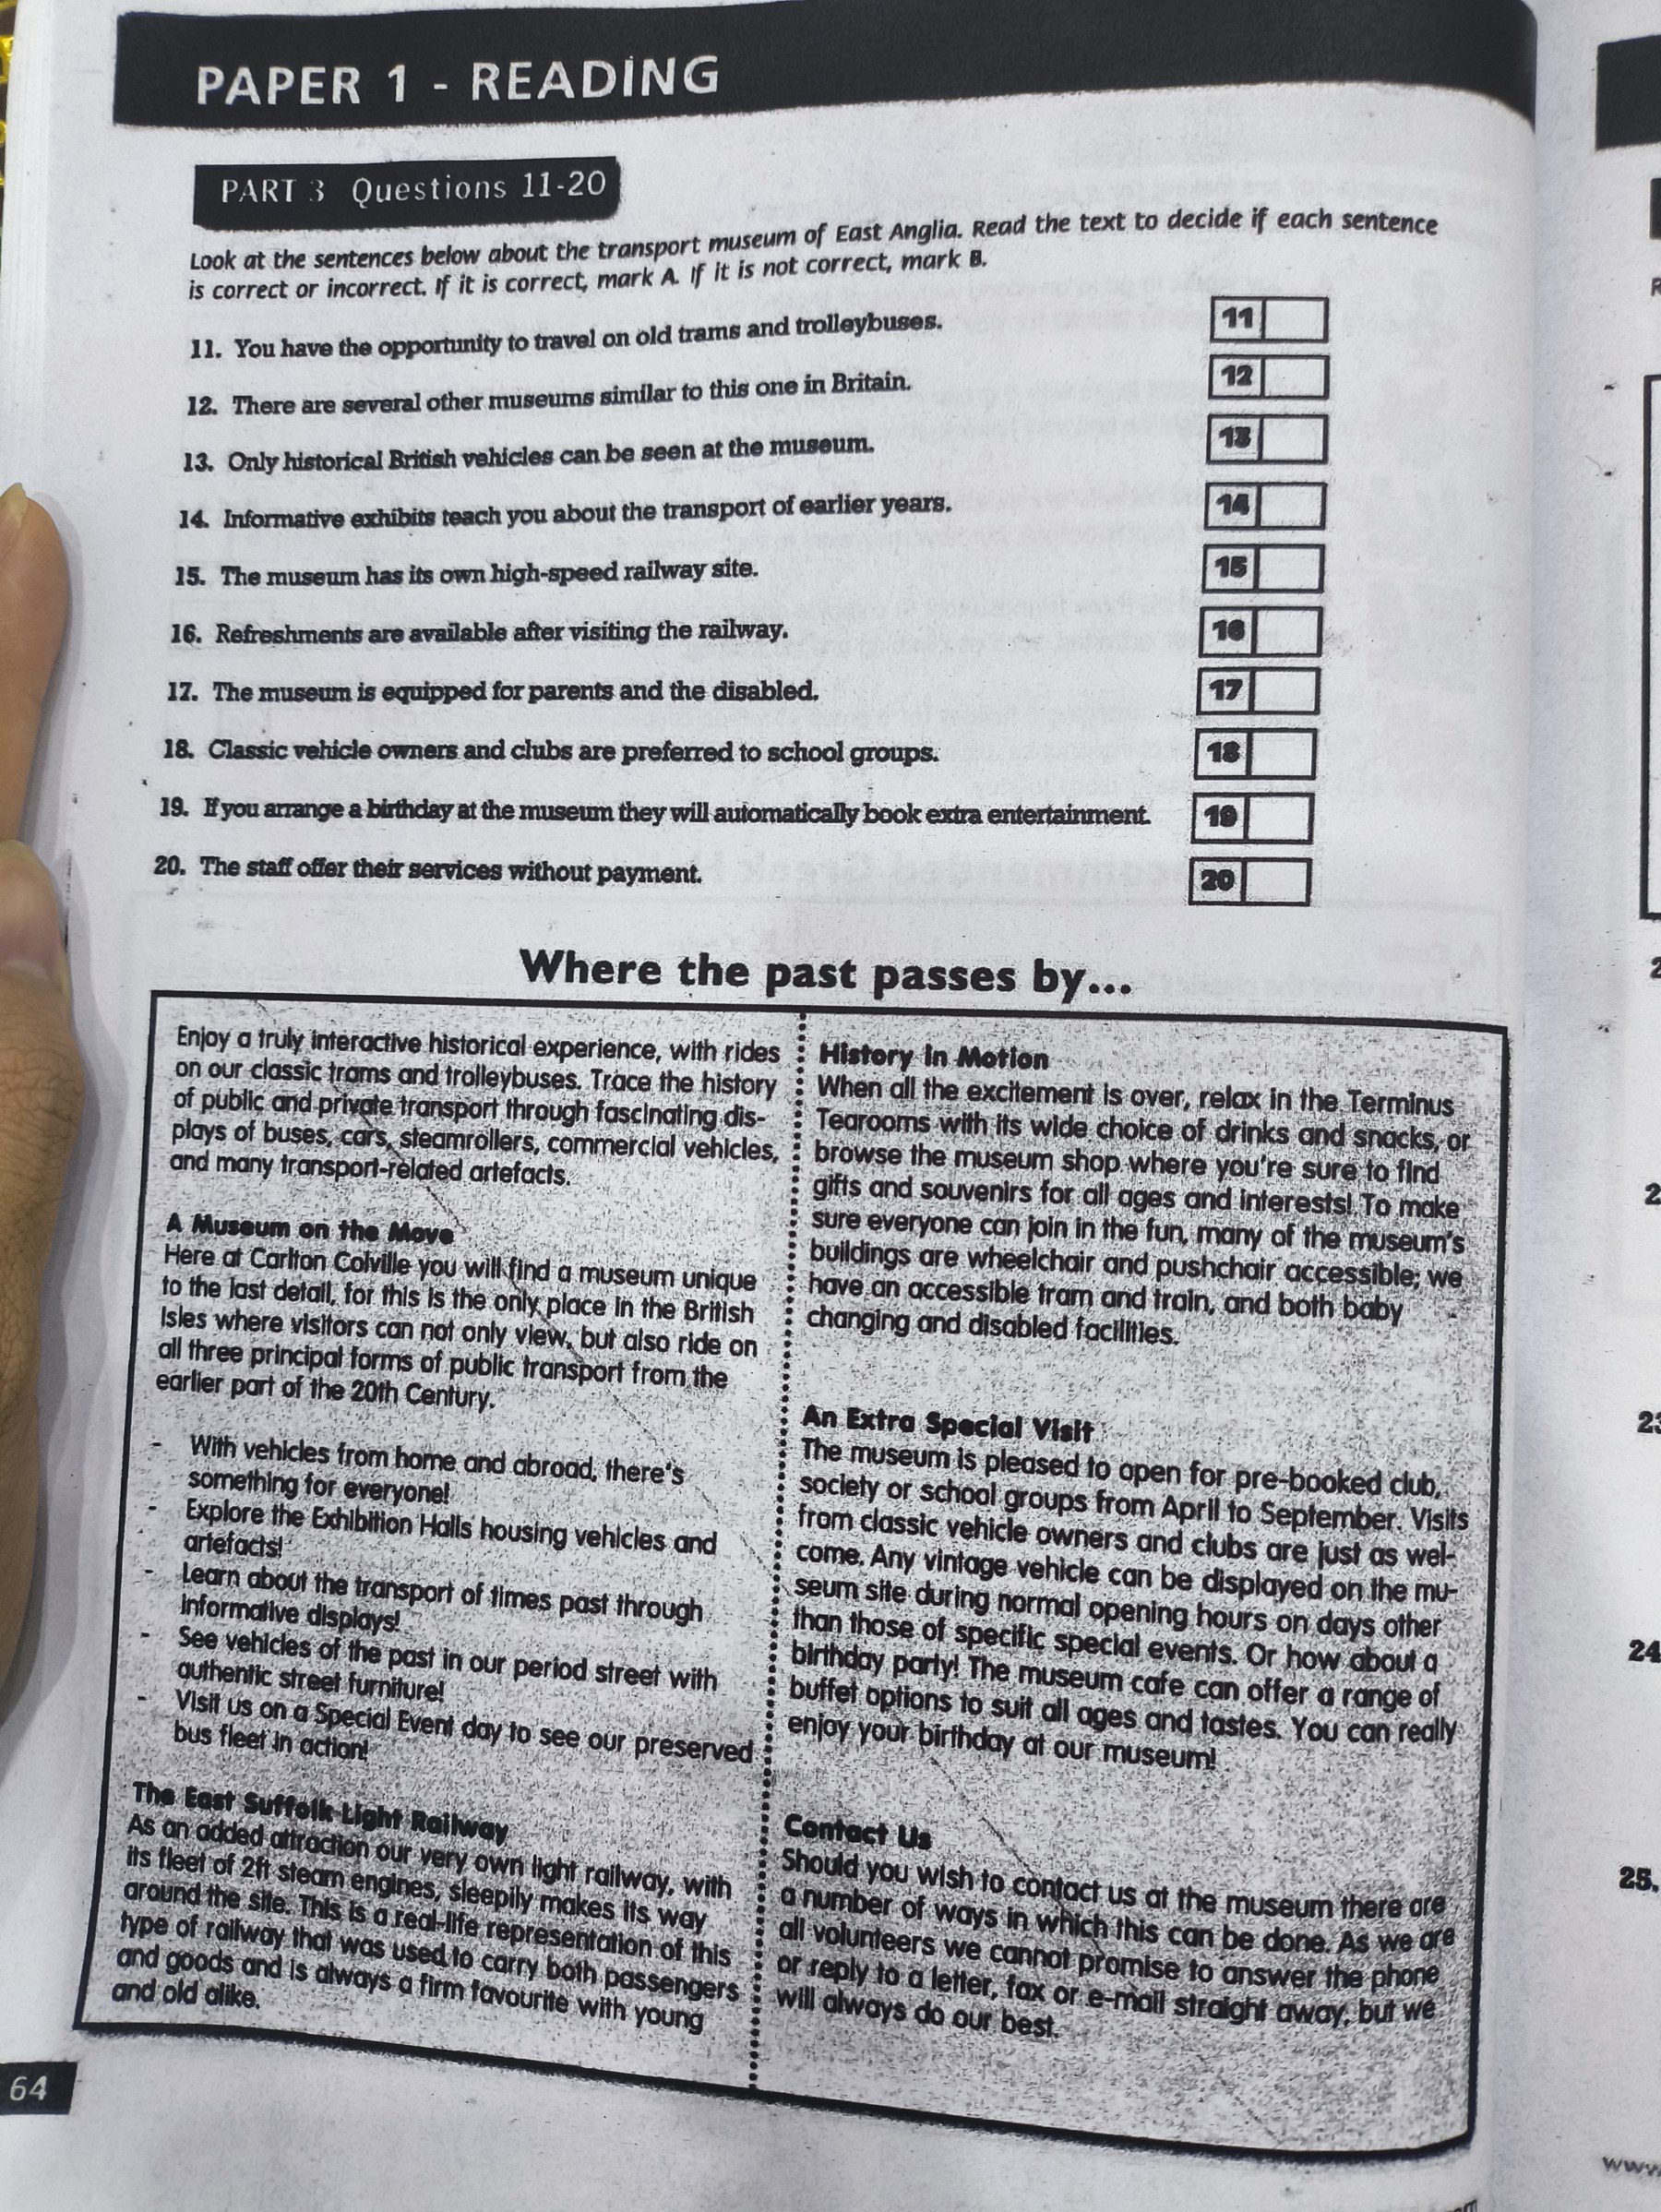 PAPER 1 - READING
PART 3 Questions 11-20
Look at the sentences below about the transport museum of East Anglia. Read the text to decide if each sentence
is correct or incorrect. If it is correct, mark A. If it is not correct, mark B.
11. You have the opportunity to travel on old trams and trolleybuses.
11
12. There are several other museums similar to this one in Britain.
12
13. Only historical British vehicles can be seen at the museum.
13
14. Informative exhibits teach you about the transport of earlier years.
14
15. The museum has its own high-speed railway site.
15
16. Refreshments are available after visiting the railway.
16
17. The museum is equipped for parents and the disabled.
17
18. Classic vehicle owners and clubs are preferred to school groups.
18
19. If you arrange a birthday at the museum they will automatically book extra entertainment.
19
20. The staff offer their services without payment.
20
Where the past passes by...
Enjoy a truly interactive historical experience, with rides
on our classic trams and trolleybuses. Trace the history
of public and private transport through fascinating dis-
plays of buses, cars, steamrollers, commercial vehicles,
and many transport-related artefacts.
A Museum on the Move
Here at Carlton Colville you will find a museum unique
to the last detail, for this is the only place in the British
Isles where visitors can not only view, but also ride on
all three principal forms of public transport from the
earlier part of the 20th Century.
- With vehicles from home and abroad, there's
something for everyone!
- Explore the Exhibition Halls housing vehicles and
artefacts!
- Learn about the transport of times past through
informative displays!
- See vehicles of the past in our period street with
authentic street furniture!
- Visit us on a Special Event day to see our preserved
bus fleet in action!
The East Suffolk Light Railway
As an added attraction our very own light railway, with
its fleet of 2ft steam engines, sleepily makes its way
around the site. This is a real-life representation of this
type of railway that was used to carry both passengers
and goods and is always a firm favourite with young
and old alike.
History in Motion
When all the excitement is over, relax in the Terminus
Tearooms with its wide choice of drinks and snacks, or
browse the museum shop where you're sure to find
gifts and souvenirs for all ages and interests! To make
sure everyone can join in the fun, many of the museum's
buildings are wheelchair and pushchair accessible; we
have an accessible tram and train, and both baby
changing and disabled facilities.
An Extra Special Visit
The museum is pleased to open for pre-booked club,
society or school groups from April to September. Visits
from classic vehicle owners and clubs are just as wel-
come. Any vintage vehicle can be displayed on the mu-
seum site during normal opening hours on days other
than those of specific special events. Or how about a
birthday party! The museum cafe can offer a range of
buffet options to suit all ages and tastes. You can really
enjoy your birthday at our museum!
Contact Us
Should you wish to contact us at the museum there are
a number of ways in which this can be done. As we are
all volunteers we cannot promise to answer the phone
or reply to a letter, fax or e-mail straight away, but we
will always do our best.
64
23
24
25.
www